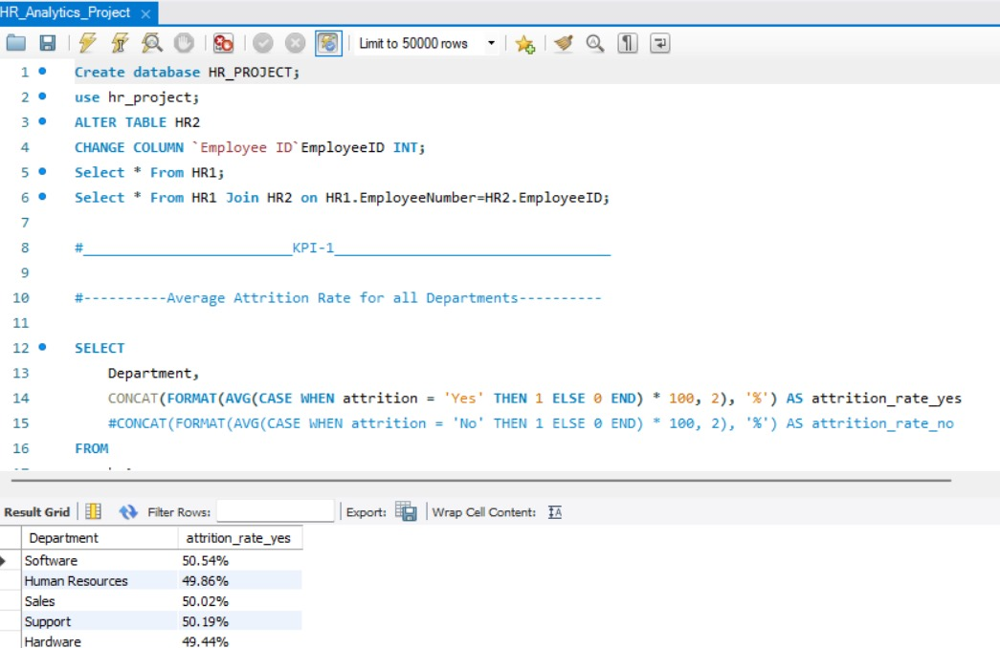 HR_Analytics_Project
Limit to 50000 rows
1 Create database HR_PROJECT;
2 use hr_project;
3 ALTER TABLE HR2
4 CHANGE COLUMN `Employee ID`EmployeeID INT;
5 Select * From HR1;
6 Select * From HR1 Join HR2 on HR1.EmployeeNumber=HR2.EmployeeID;
7
8 #_________________________KPI-1_________________________________
9
10 #----------Average Attrition Rate for all Departments----------
11
12 SELECT
13 Department,
14 CONCAT(FORMAT(AVG(CASE WHEN attrition = 'Yes' THEN 1 ELSE 0 END) * 100, 2), '%') AS attrition_rate_yes
15 #CONCAT(FORMAT(AVG(CASE WHEN attrition = 'No' THEN 1 ELSE 0 END) * 100, 2), '%') AS attrition_rate_no
16 FROM
Result Grid Filter Rows: Export: Wrap Cell Content: IA
Department attrition_rate_yes
Software 50.54%
Human Resources 49.86%
Sales 50.02%
Support 50.19%
Hardware 49.44%